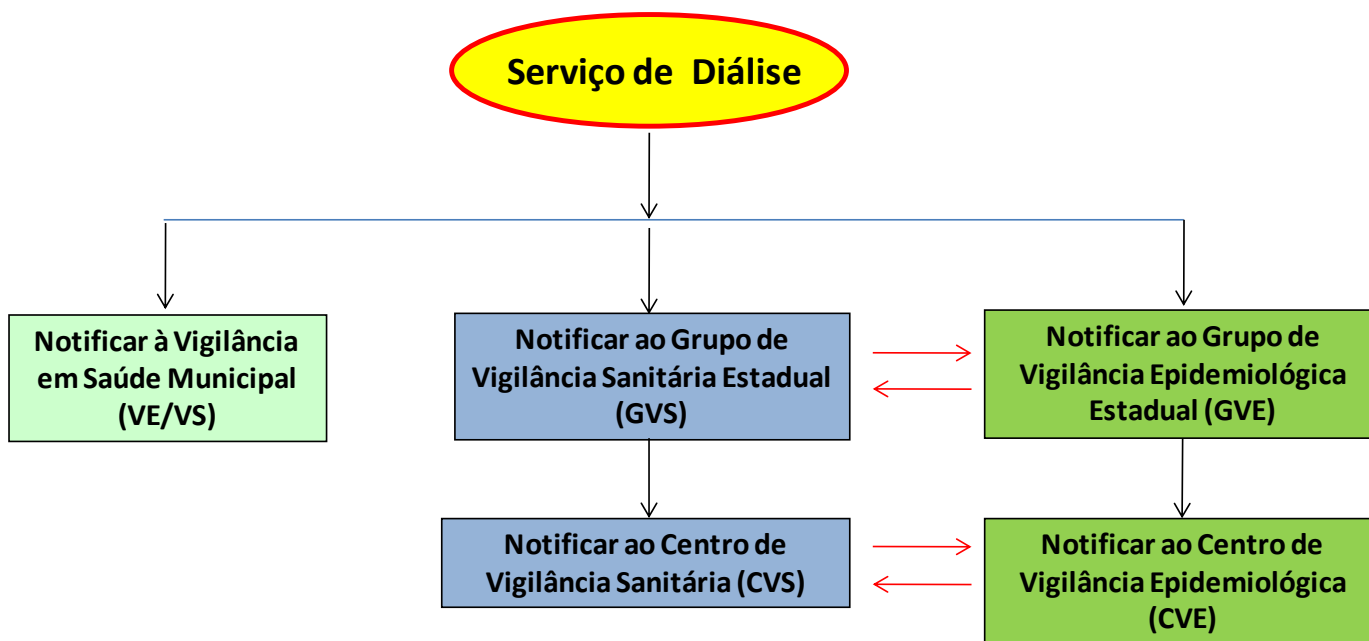 Serviço de Diálise
Notificar à Vigilância
em Saúde Municipal
(VE/VS)
Notificar ao Grupo de
Vigilância Sanitária Estadual
(GVS)
Notificar ao Grupo de
Vigilância Epidemiológica
Estadual (GVE)
Notificar ao Centro de
Vigilância Sanitária (CVS)
Notificar ao Centro de
Vigilância Epidemiológica
(CVE)